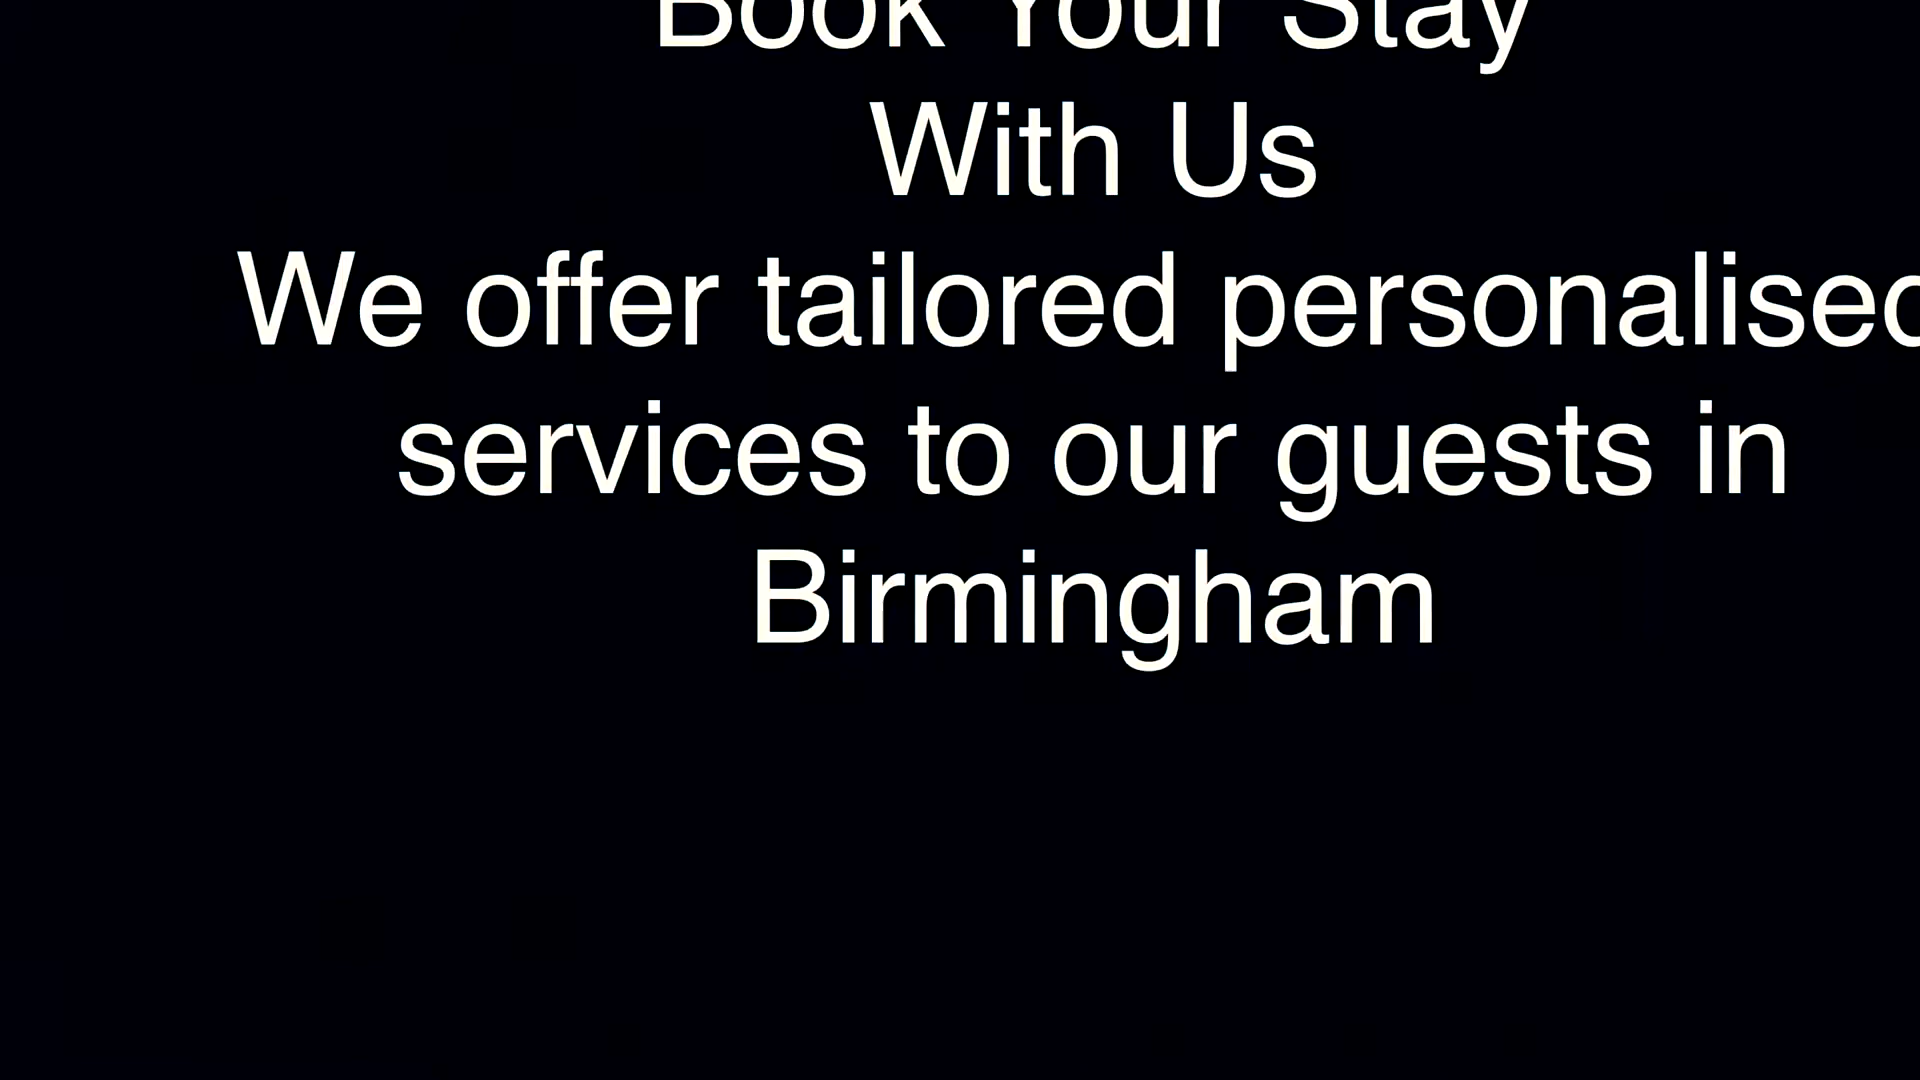 Book Your Stay
With Us
We offer tailored personalised
services to our guests in
Birmingham